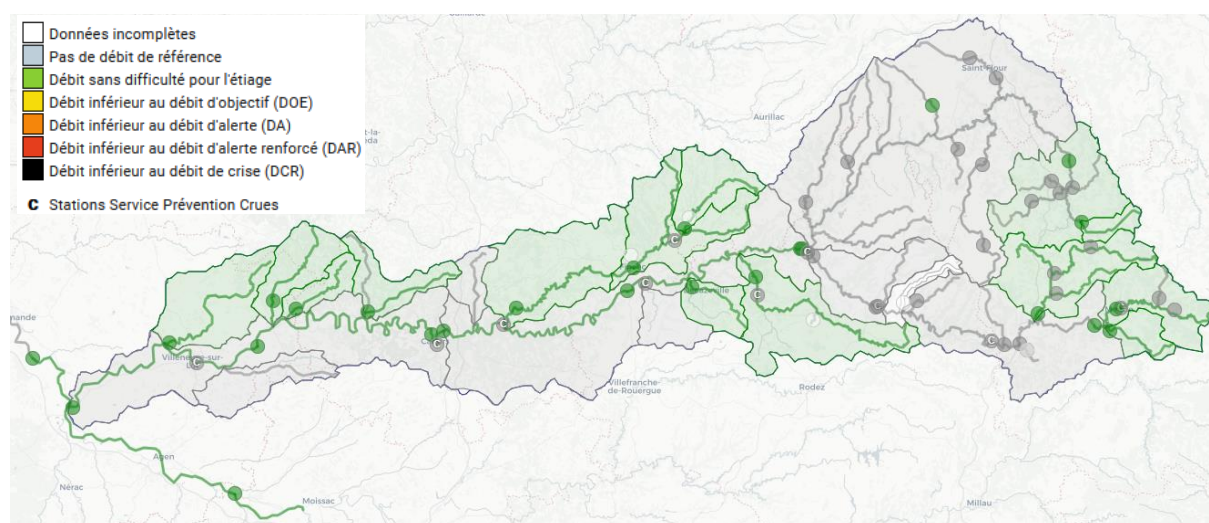 Données incomplètes
Pas de débit de référence
Débit sans difficulté pour l'étiage
Débit inférieur au débit d'objectif (DOE)
Débit inférieur au débit d'alerte (DA)
Débit inférieur au débit d'alerte renforcé (DAR)
Débit inférieur au débit de crise (DCR)
C Stations Service Prévention Crues
Saint-Flour
Aurillac
C
C
C
C
C
C
C
C
C
Villeneuve-sur-
Villefranche-
de-Rouergue
Rodez
Agen
Nérac
Moissac
Millau